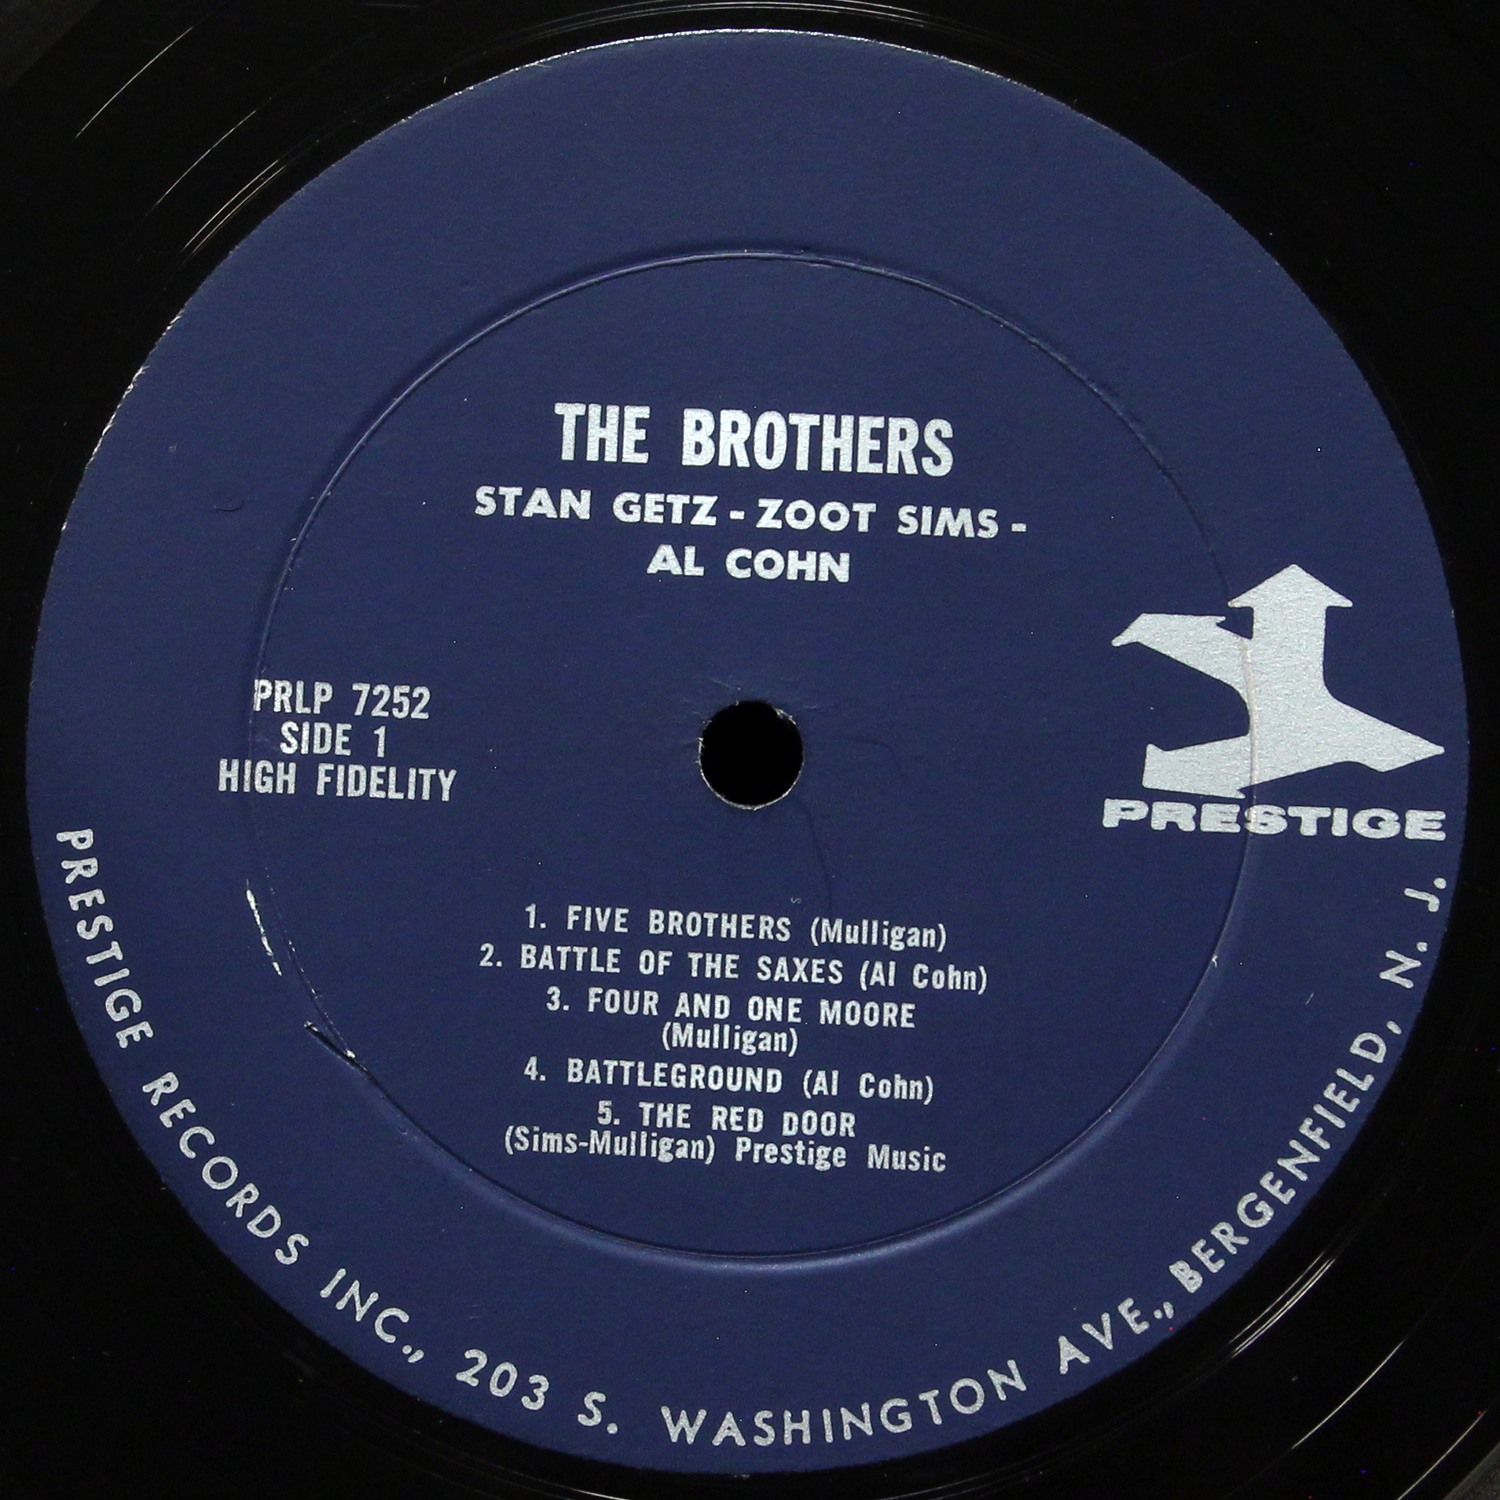 THE BROTHERS
STAN GETZ - ZOOT SIMS -
AL COHN
PRLP 7252
SIDE 1
HIGH FIDELITY
PRESTIGE
1. FIVE BROTHERS (Mulligan)
2. BATTLE OF THE SAXES (Al Cohn)
3. FOUR AND ONE MOORE
(Mulligan)
4. BATTLEGROUND (Al Cohn)
5. THE RED DOOR
(Sims-Mulligan) Prestige Music
PRESTIGE RECORDS INC., 203 S. WASHINGTON AVE., BERGENFIELD, N. J.